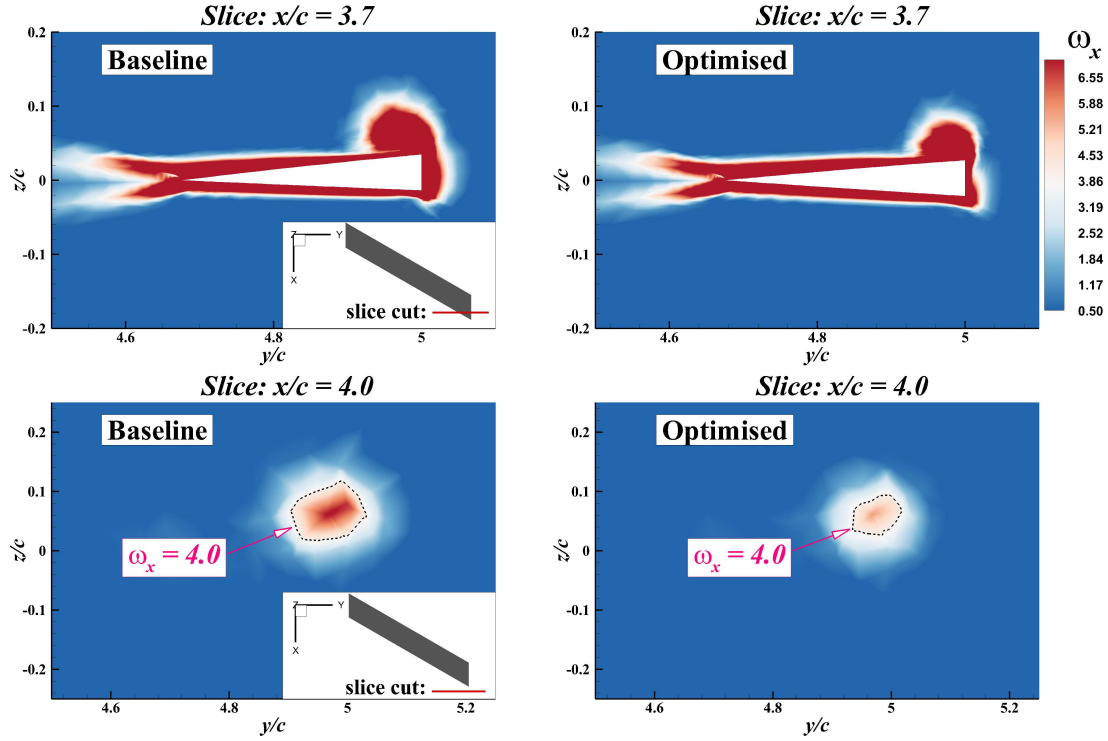 Slice: x/c = 3.7
Baseline
z/c
0.2
0.1
0
-0.1
-0.2
4.6
4.8
5
y/c
Z
Y
X
slice cut:
Slice: x/c = 3.7
Optimised
z/c
0.2
0.1
0
-0.1
-0.2
4.6
4.8
5
y/c
ωx
6.55
5.88
5.20
4.53
3.86
3.19
2.52
1.84
1.17
0.50
Slice: x/c = 4.0
Baseline
z/c
0.2
0.1
0
-0.1
-0.2
ωx = 4.0
4.6
4.8
5
5.2
y/c
Z
Y
X
slice cut:
Slice: x/c = 4.0
Optimised
z/c
0.2
0.1
0
-0.1
-0.2
ωx = 4.0
4.6
4.8
5
5.2
y/c